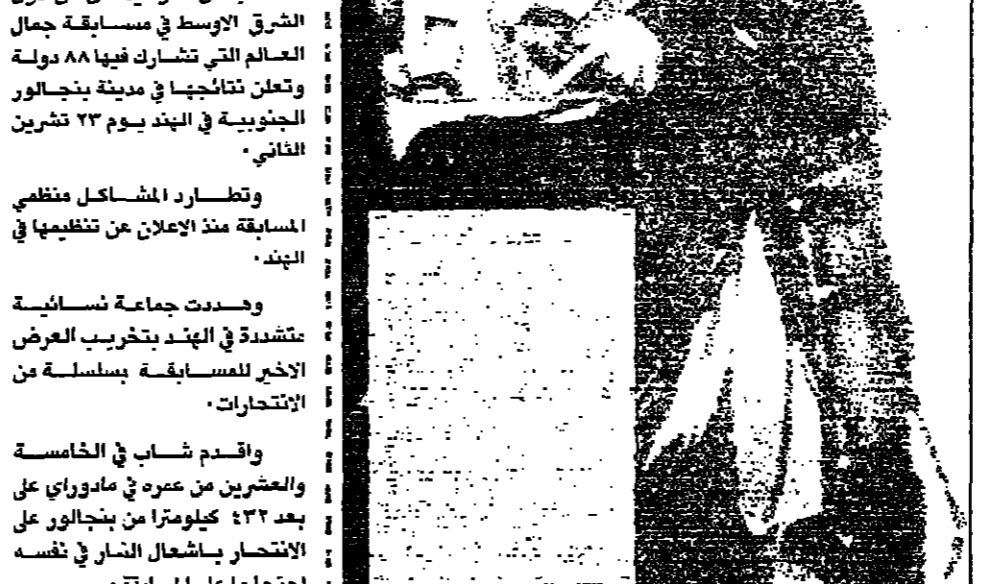 الشرق الاوسط في مسابقة جمال
العالم التي تشارك فيها ٨٨ دولة
وتعلن نتائجها في مدينة بنجالور
الجنوبية في الهند يوم ٢٣ تشرين
الثاني ٠
وتطارد المشاكل منظمي
المسابقة منذ الاعلان عن تنظيمها في
الهند ٠
وهددت جماعة نسائية
متشددة في الهند بتخريب العرض
الاخير للمسابقة بسلسلة من
الانتحارات ٠
واقدم شاب في الخامسة
والعشرين من عمره في مادوراي على
بعد ٤٣٢ كيلومترا من بنجالور على
الانتحار باشعال النار في نفسه